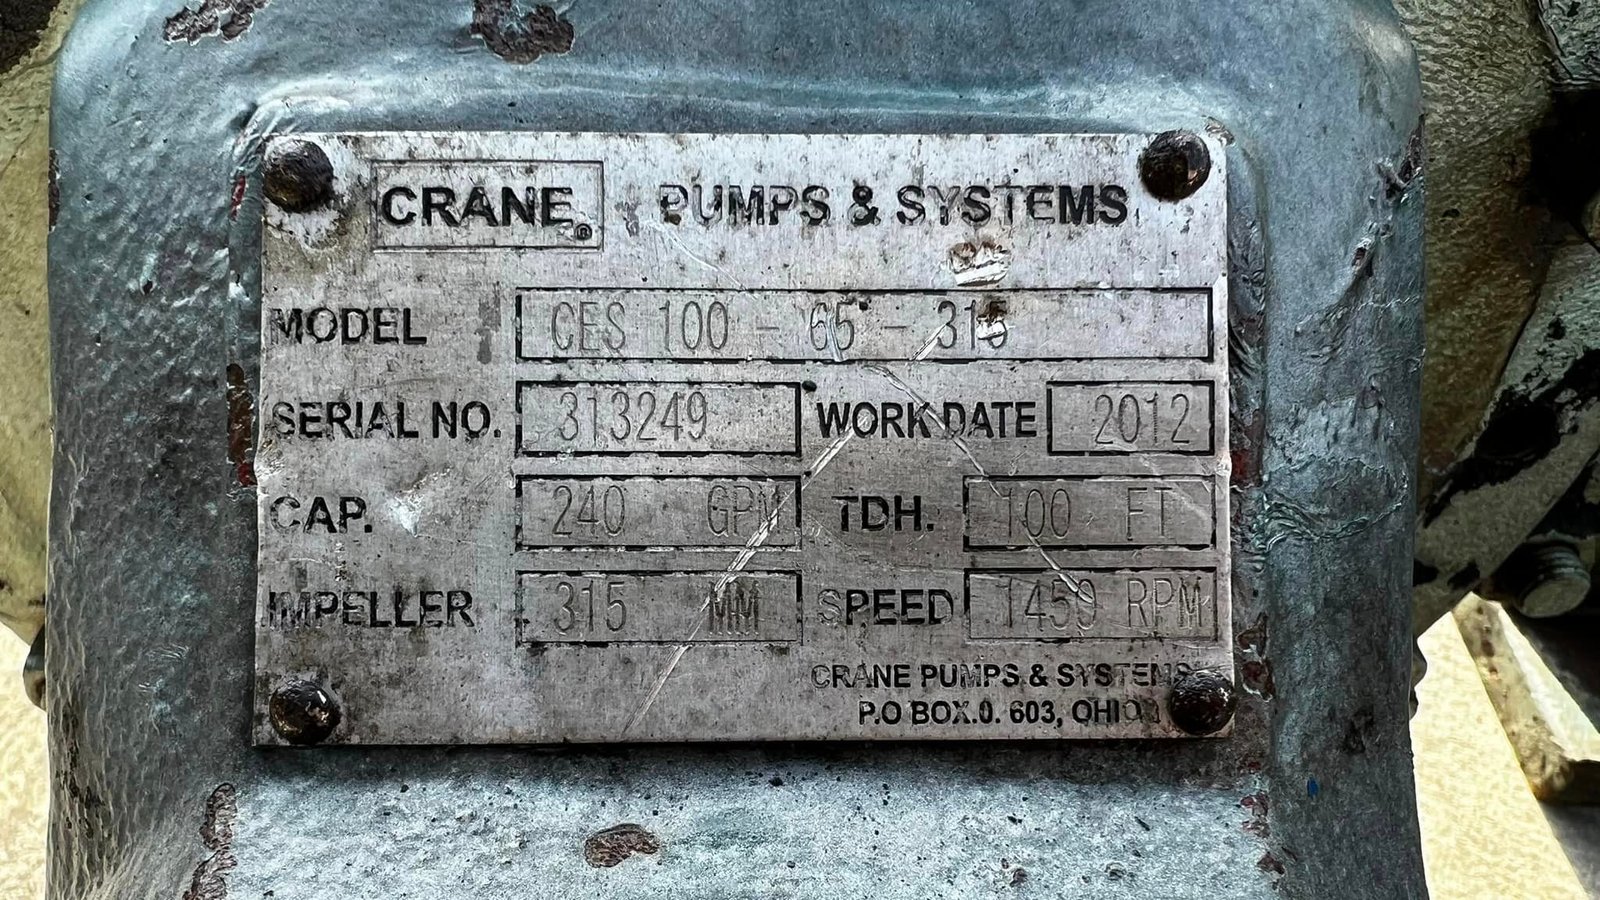 CRANE® PUMPS & SYSTEMS
MODEL CES 100 - 65 - 315
SERIAL NO. 313249 WORK DATE 2012
CAP. 240 GPM TDH. 100 FT
IMPELLER 315 MM SPEED 1450 RPM
CRANE PUMPS & SYSTEMS
P.O BOX.O. 603, OHIO